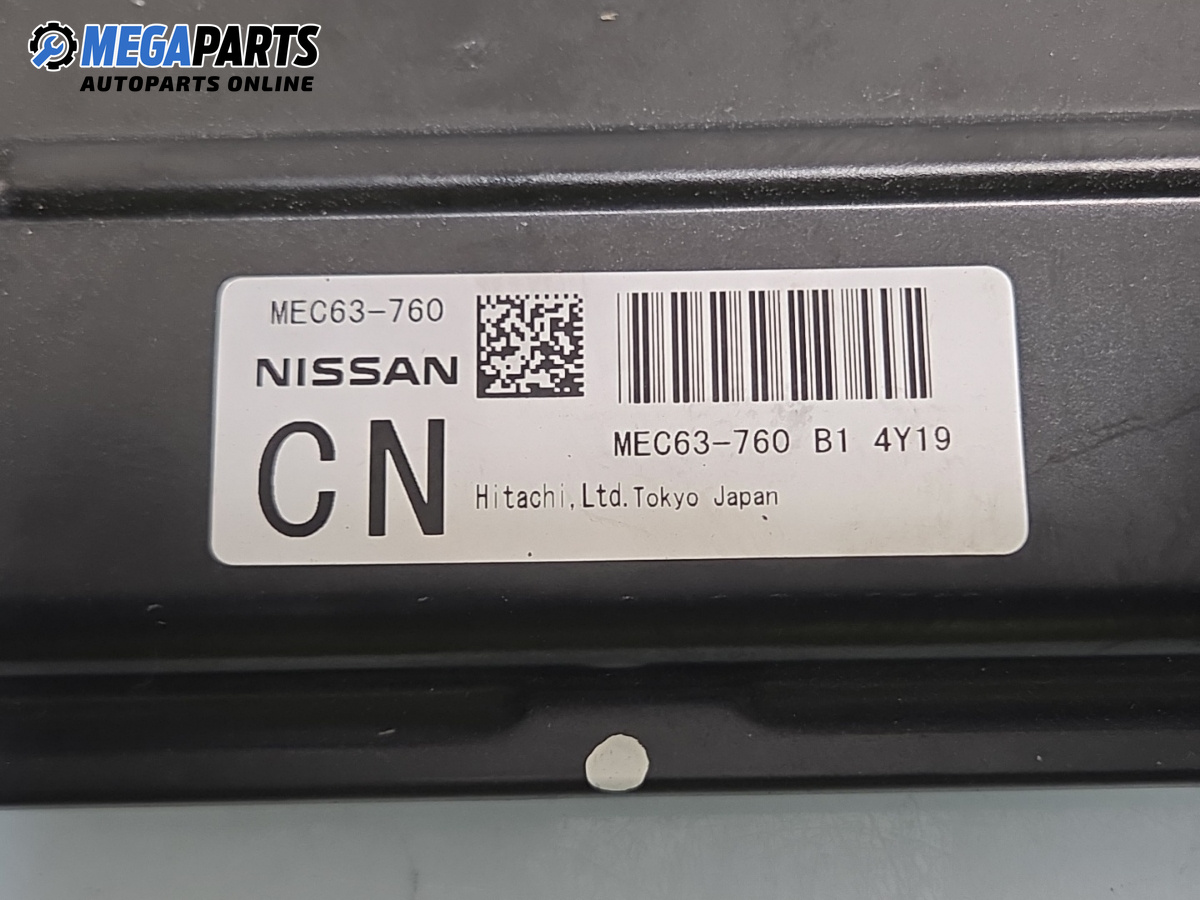 MEGAPARTS
AUTOPARTS ONLINE
MEC63-760
NISSAN
CN
MEC63-760 B1 4Y19
Hitachi,Ltd.Tokyo Japan